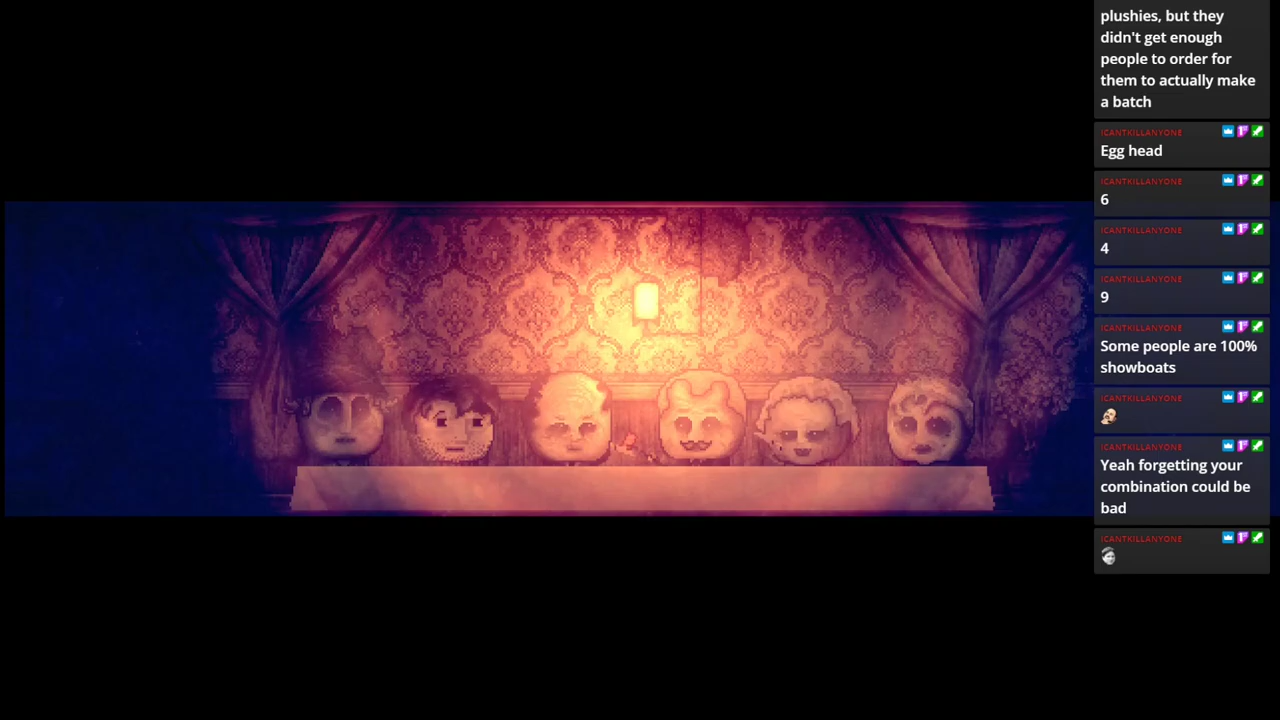 plushies, but they
didn't get enough
people to order for
them to actually make
a batch
ICANTKILLANYONE
Egg head
ICANTKILLANYONE
6
ICANTKILLANYONE
4
ICANTKILLANYONE
9
ICANTKILLANYONE
Some people are 100%
showboats
ICANTKILLANYONE
ICANTKILLANYONE
Yeah forgetting your
combination could be
bad
ICANTKILLANYONE